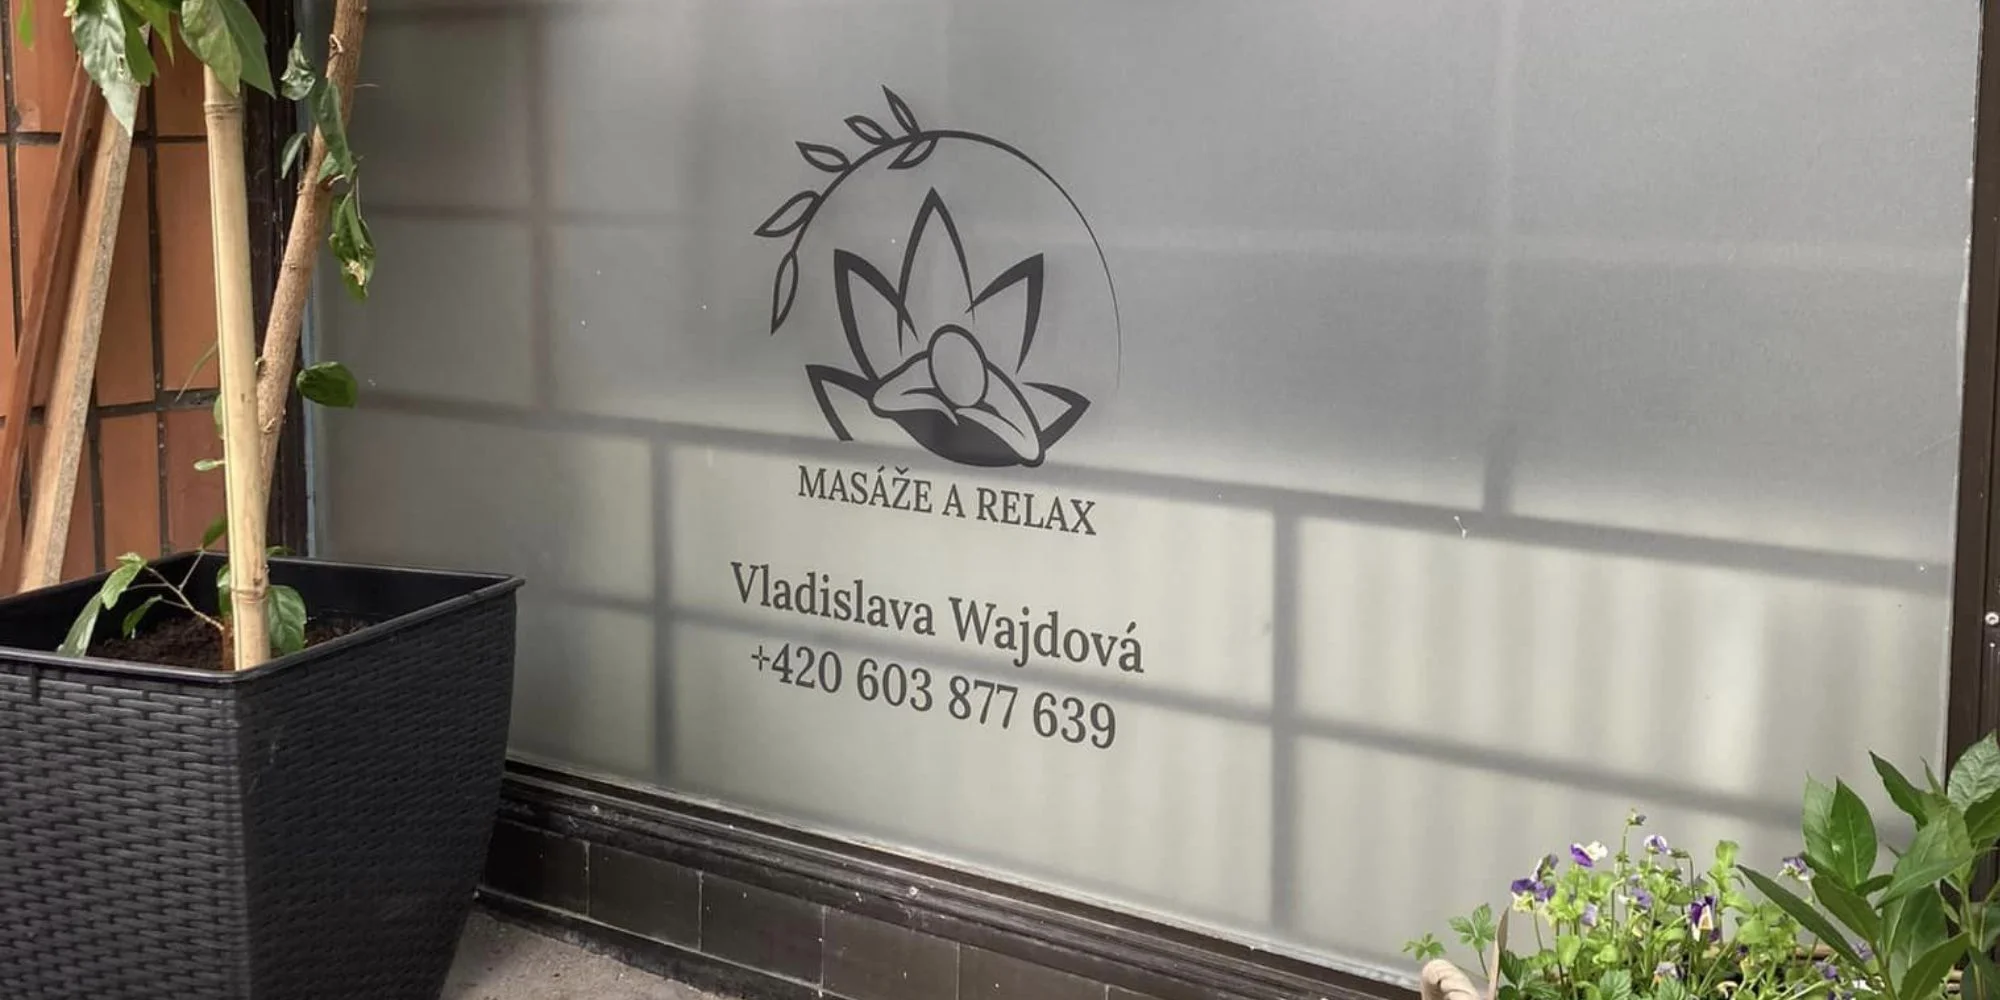 MASÁŽE A RELAX
Vladislava Wajdová
+420 603 877 639